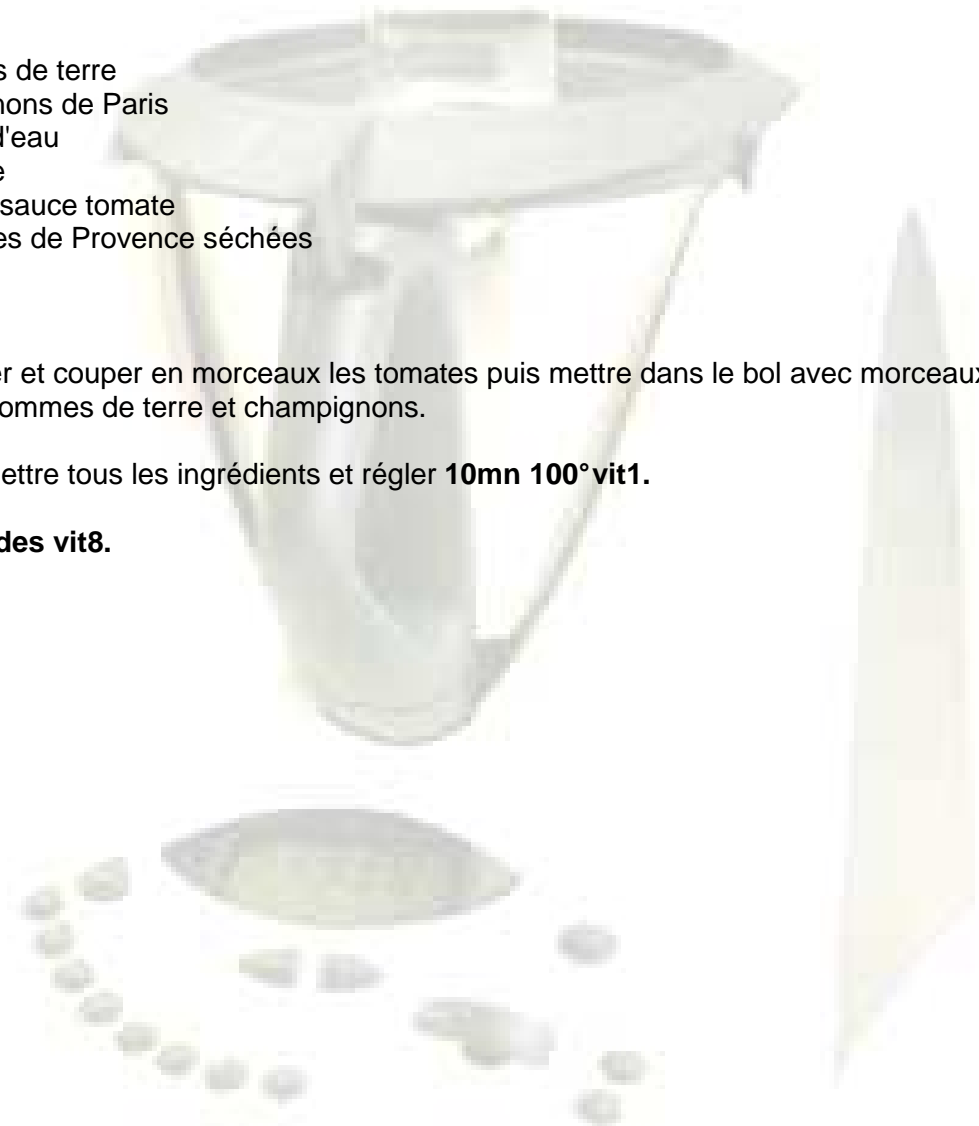 s de terre
nons de Paris
d'eau
e
sauce tomate
es de Provence séchées
er et couper en morceaux les tomates puis mettre dans le bol avec morceaux
ommes de terre et champignons.
ettre tous les ingrédients et régler 10mn 100° vit1.
des vit8.